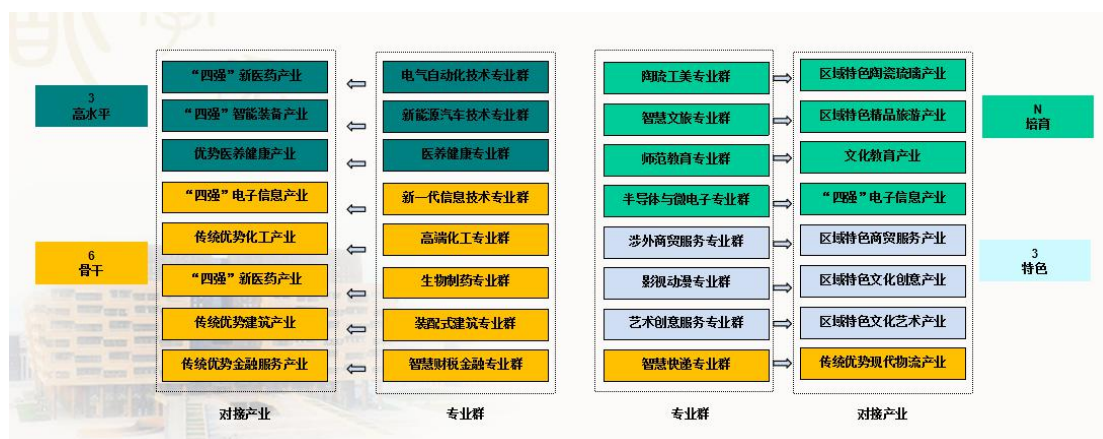 3
高水平
6
骨干
“四强”新医药产业
“四强”智能装备产业
优势医养健康产业
“四强”电子信息产业
传统优势化工产业
“四强”新医药产业
传统优势建筑产业
传统优势金融服务产业
对接产业
电气自动化技术专业群
新能源汽车技术专业群
医养健康专业群
新一代信息技术专业群
高端化工专业群
生物制药专业群
装配式建筑专业群
智慧财税金融专业群
专业群
陶琉工美专业群
智慧文旅专业群
师范教育专业群
半导体与微电子专业群
涉外商贸服务专业群
影视动漫专业群
艺术创意服务专业群
智慧快递专业群
专业群
区域特色陶瓷琉璃产业
区域特色精品旅游产业
文化教育产业
“四强”电子信息产业
区域特色商贸服务产业
区域特色文化创意产业
区域特色文化艺术产业
传统优势现代物流产业
对接产业
N
培育
3
特色